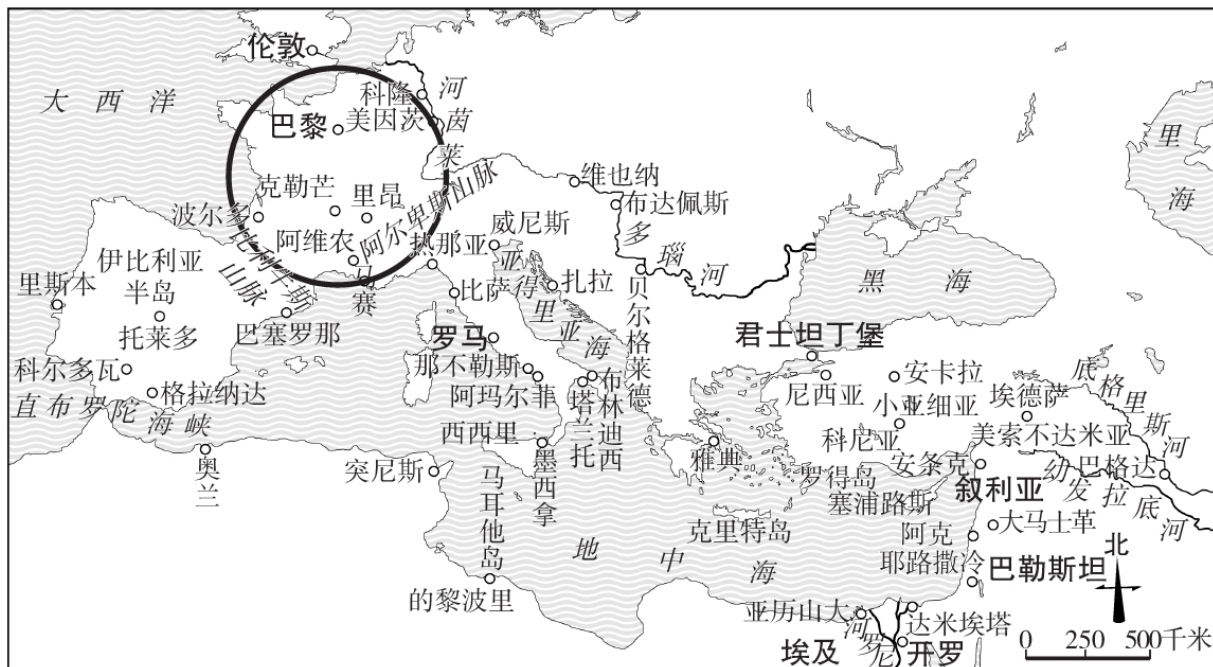 伦敦
大西洋
科隆
巴黎
美因茨
莱茵河
里海
克勒芒
里昂
阿尔卑斯山脉
维也纳
布达佩斯
波尔多
威尼斯
多瑙河
阿维农
热那亚
比利牛斯
山脉
马赛
伊比利亚
半岛
里斯本
托莱多
巴塞罗那
比萨
扎拉
亚得里亚海
黑海
罗马
贝尔格莱德
君士坦丁堡
科尔多瓦
那不勒斯
格拉纳达
阿玛尔菲
布林迪西
塔兰托
尼西亚
安卡拉
小亚细亚
埃德萨
底格里斯河
直布罗陀海峡
西西里
科尼亚
美索不达米亚
奥兰
突尼斯
墨西拿
雅典
罗得岛
安条克
巴格达
幼发拉底河
马耳他岛
塞浦路斯
叙利亚
克里特岛
阿克
大马士革
地中海
耶路撒冷
巴勒斯坦
北
的黎波里
亚历山大
达米埃塔
埃及
尼罗河
开罗
0 250 500千米